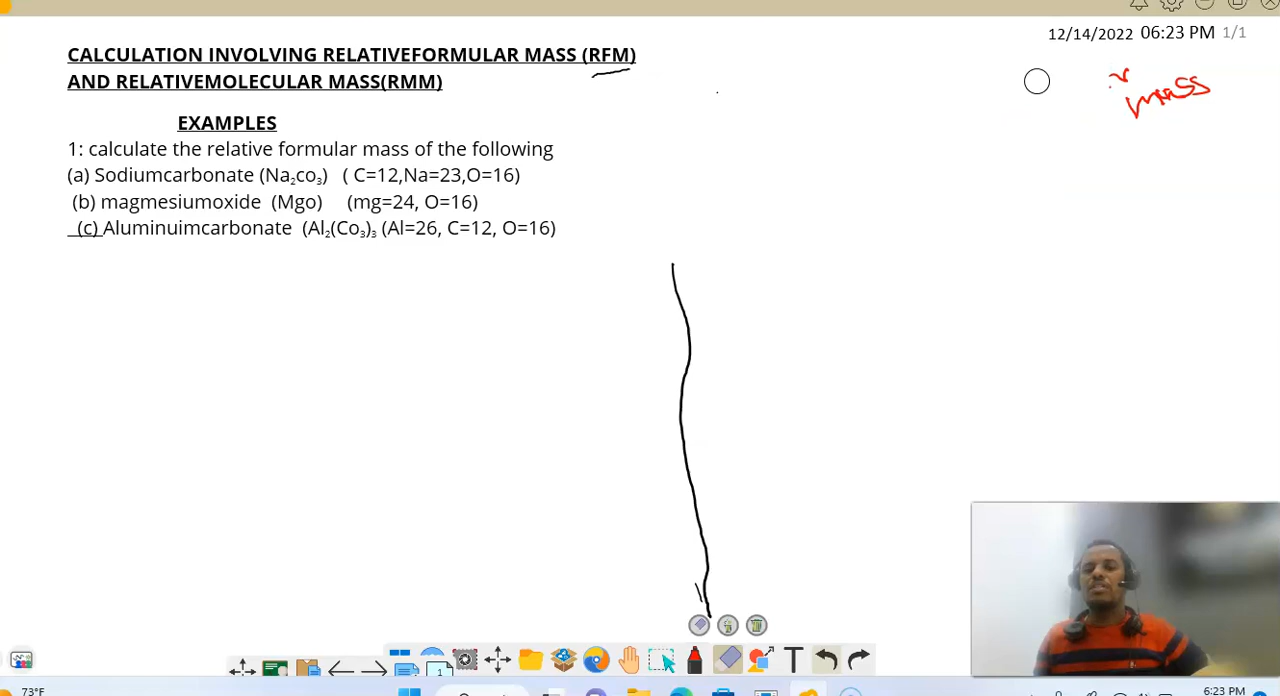 12/14/2022 06:23 PM 1/1
CALCULATION INVOLVING RELATIVEFORMULAR MASS (RFM)
AND RELATIVEMOLECULAR MASS(RMM)
mass
EXAMPLES
1: calculate the relative formular mass of the following
(a) Sodiumcarbonate (Na₂co₃) ( C=12,Na=23,O=16)
(b) magmesiumoxide (Mgo) (mg=24, O=16)
(c) Aluminuimcarbonate (Al₂(Co₃)₃ (Al=26, C=12, O=16)
1
T
73°F
6:23 PM